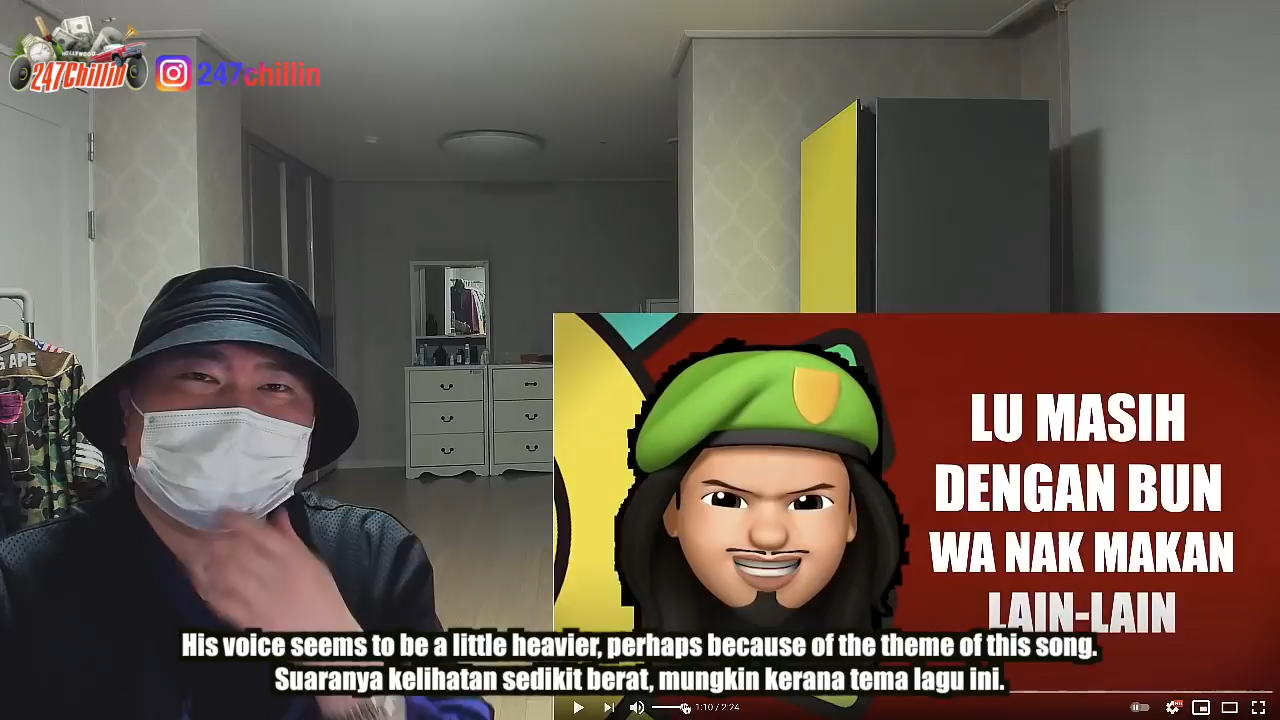 HOLLYWOOD
247Chillin
247chillin
G APE
LU MASIH
DENGAN BUN
WA NAK MAKAN
LAIN-LAIN
His voice seems to be a little heavier, perhaps because of the theme of this song.
Suaranya kelihatan sedikit berat, mungkin kerana tema lagu ini.
1:10 / 2:24